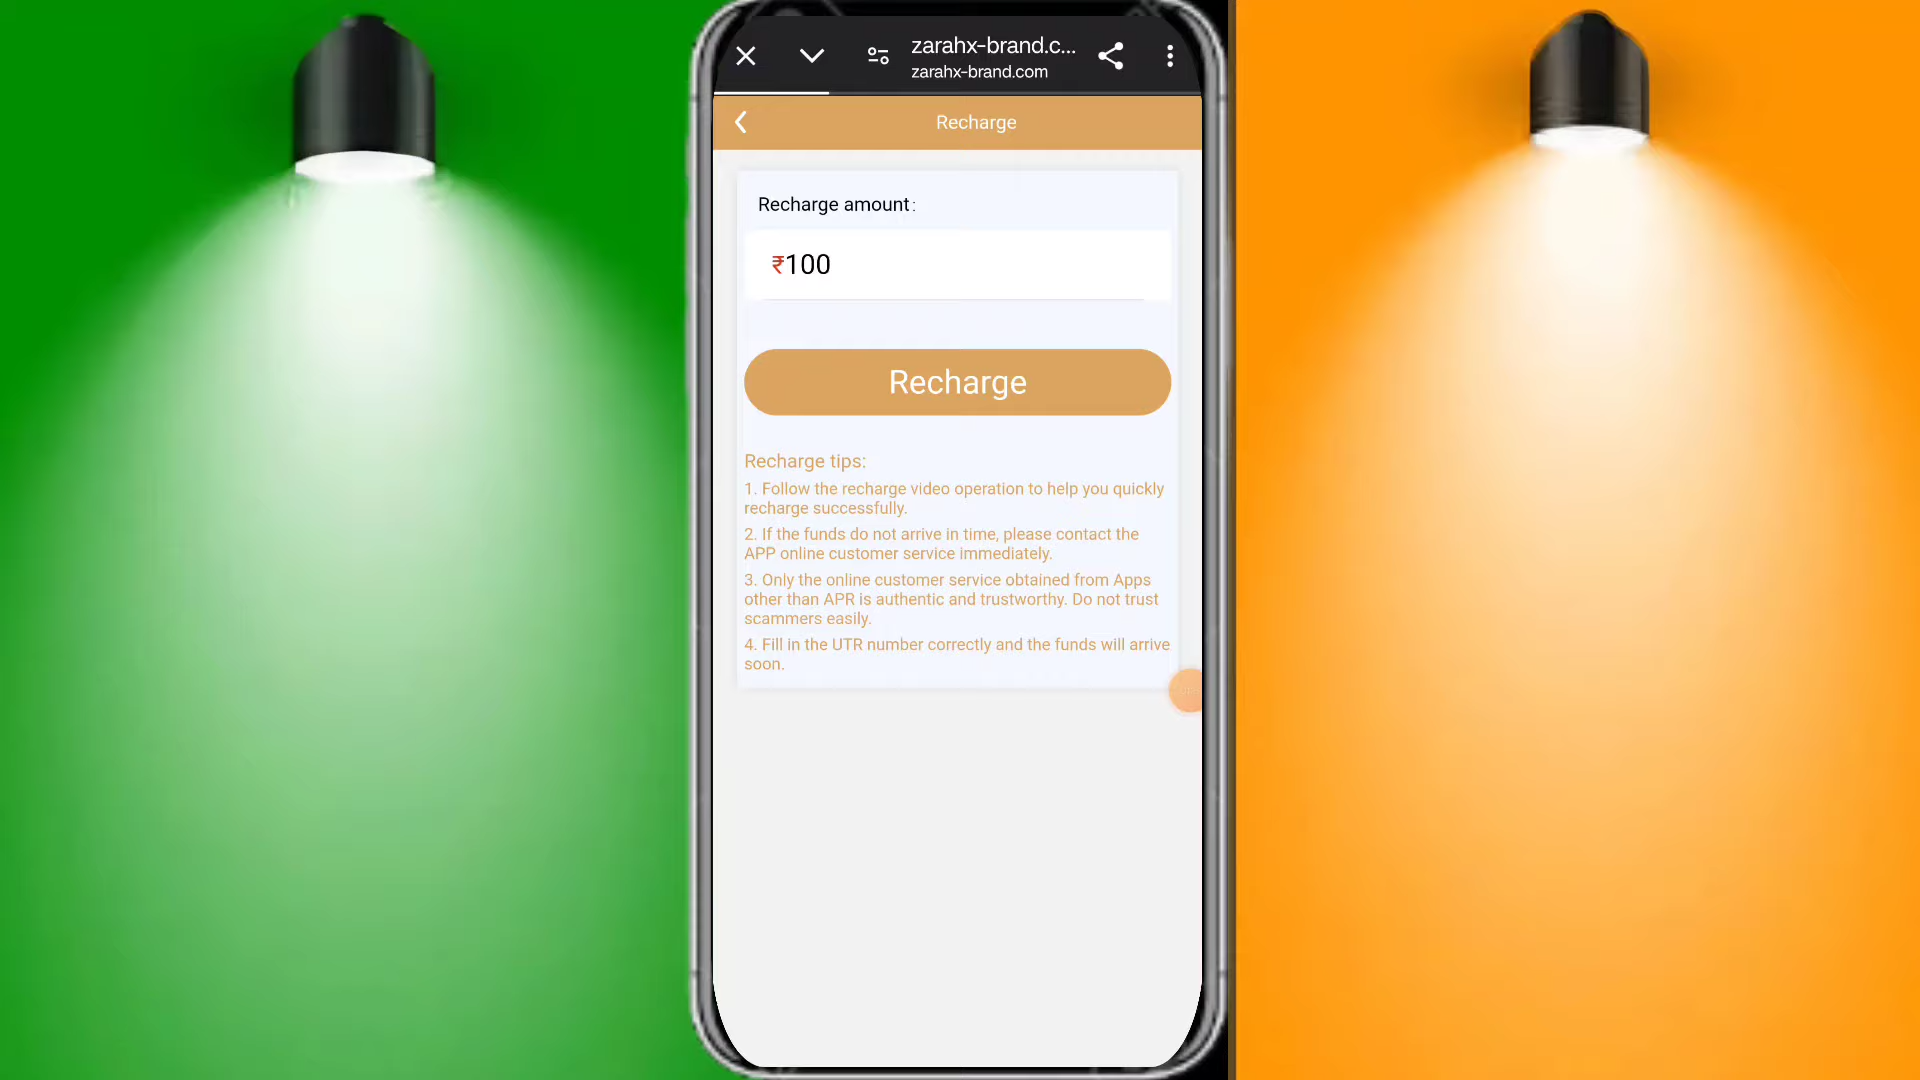 zarahx-brand.c...
zarahx-brand.com
Recharge
Recharge amount:
₹100
Recharge
Recharge tips:
1. Follow the recharge video operation to help you quickly
recharge successfully.
2. If the funds do not arrive in time, please contact the
APP online customer service immediately.
3. Only the online customer service obtained from Apps
other than APR is authentic and trustworthy. Do not trust
scammers easily.
4. Fill in the UTR number correctly and the funds will arrive
soon.